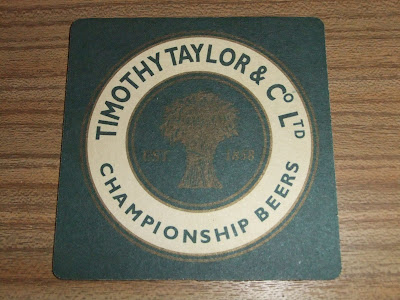 TIMOTHY TAYLOR & Cº LTD
EST. 1858
CHAMPIONSHIP BEERS